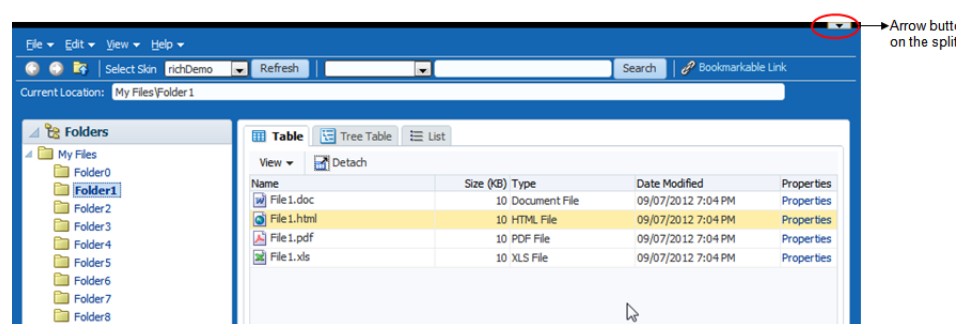 Arrow
on the
File Edit View Help
Select Skin richDemo Refresh Search Bookmarkable Link
Current Location: My Files\Folder1
Folders
Table Tree Table List
My Files
View Detach
Folder0
Name Size (KB) Type Date Modified Properties
Folder1
File1.doc 10 Document File 09/07/2012 7:04 PM Properties
Folder2
File1.html 10 HTML File 09/07/2012 7:04 PM Properties
Folder3
File1.pdf 10 PDF File 09/07/2012 7:04 PM Properties
Folder4
File1.xls 10 XLS File 09/07/2012 7:04 PM Properties
Folder5
Folder6
Folder7
Folder8